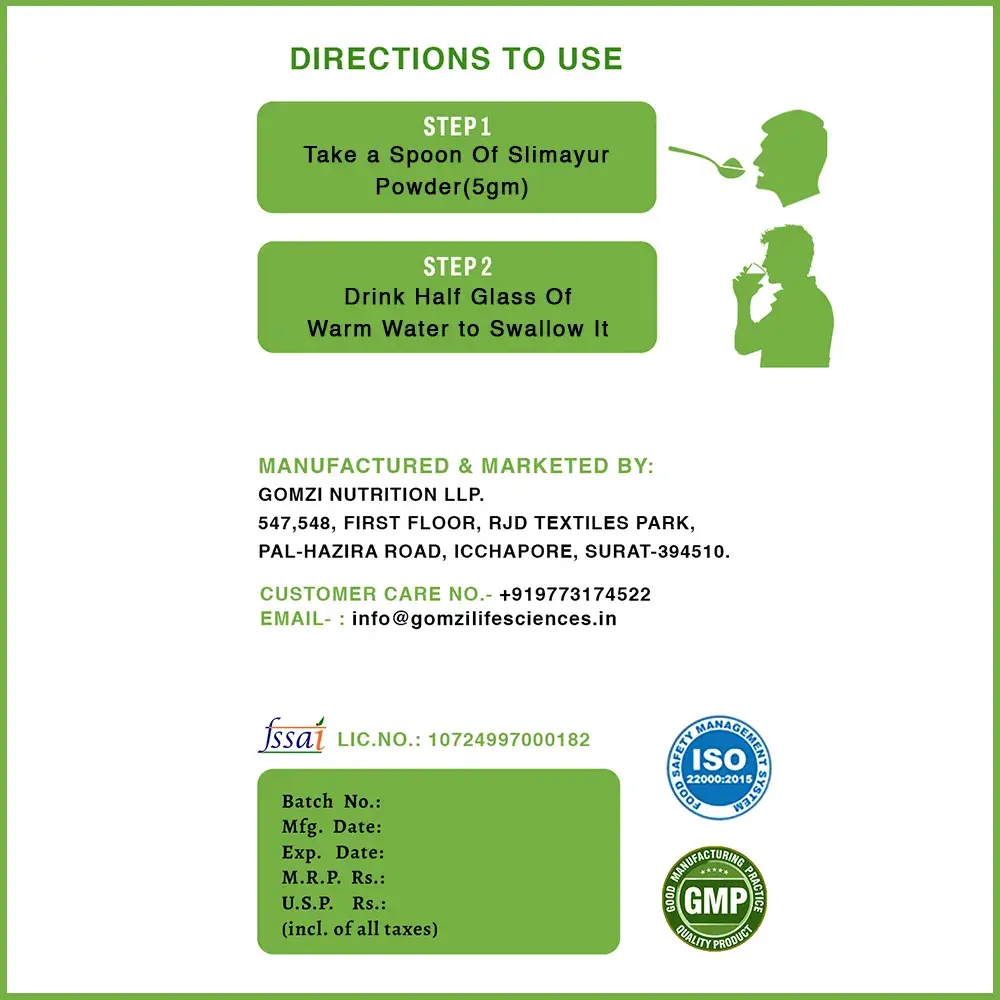 DIRECTIONS TO USE
STEP 1
Take a Spoon Of Slimayur
Powder(5gm)
STEP 2
Drink Half Glass Of
Warm Water to Swallow It
MANUFACTURED & MARKETED BY:
GOMZI NUTRITION LLP.
547,548, FIRST FLOOR, RJD TEXTILES PARK,
PAL-HAZIRA ROAD, ICCHAPORE, SURAT-394510.
CUSTOMER CARE NO.- +919773174522
EMAIL- : info@gomzilifesciences.in
fssai LIC.NO.: 10724997000182
FOOD SAFETY MANAGEMENT SYSTEM
ISO
22000:2015
Batch No.:
Mfg. Date:
Exp. Date:
M.R.P. Rs.:
U.S.P. Rs.:
(incl. of all taxes)
GOOD MANUFACTURING PRACTICE
GMP
QUALITY PRODUCT